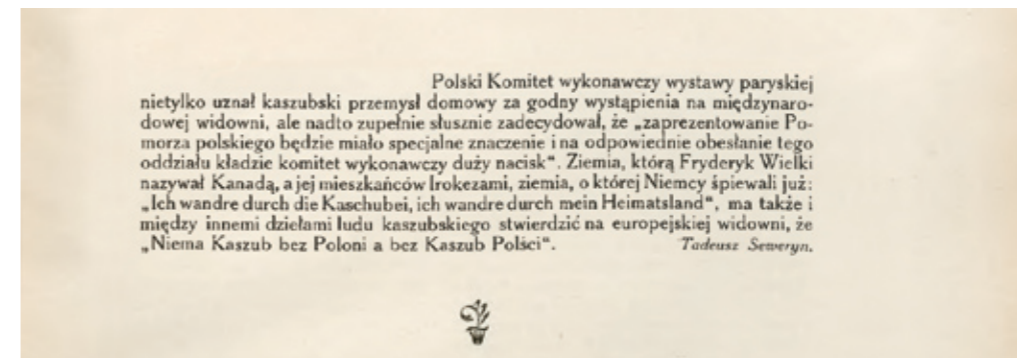 Polski Komitet wykonawczy wystawy paryskiej
nietylko uznał kaszubski przemysł domowy za godny wystąpienia na międzynaro-
dowej widowni, ale nadto zupełnie słusznie zadecydował, że „zaprezentowanie Po-
morza polskiego będzie miało specjalne znaczenie i na odpowiednie obesłanie tego
oddziału kładzie komitet wykonawczy duży nacisk“. Ziemia, którą Fryderyk Wielki
nazywał Kanadą, a jej mieszkańców Irokezami, ziemia, o której Niemcy śpiewali już:
„Ich wandre durch die Kaschubei, ich wandre durch mein Heimatsland“, ma także i
między innemi dziełami ludu kaszubskiego stwierdzić na europejskiej widowni, że
„Niema Kaszub bez Poloni a bez Kaszub Polści“. Tadeusz Seweryn.